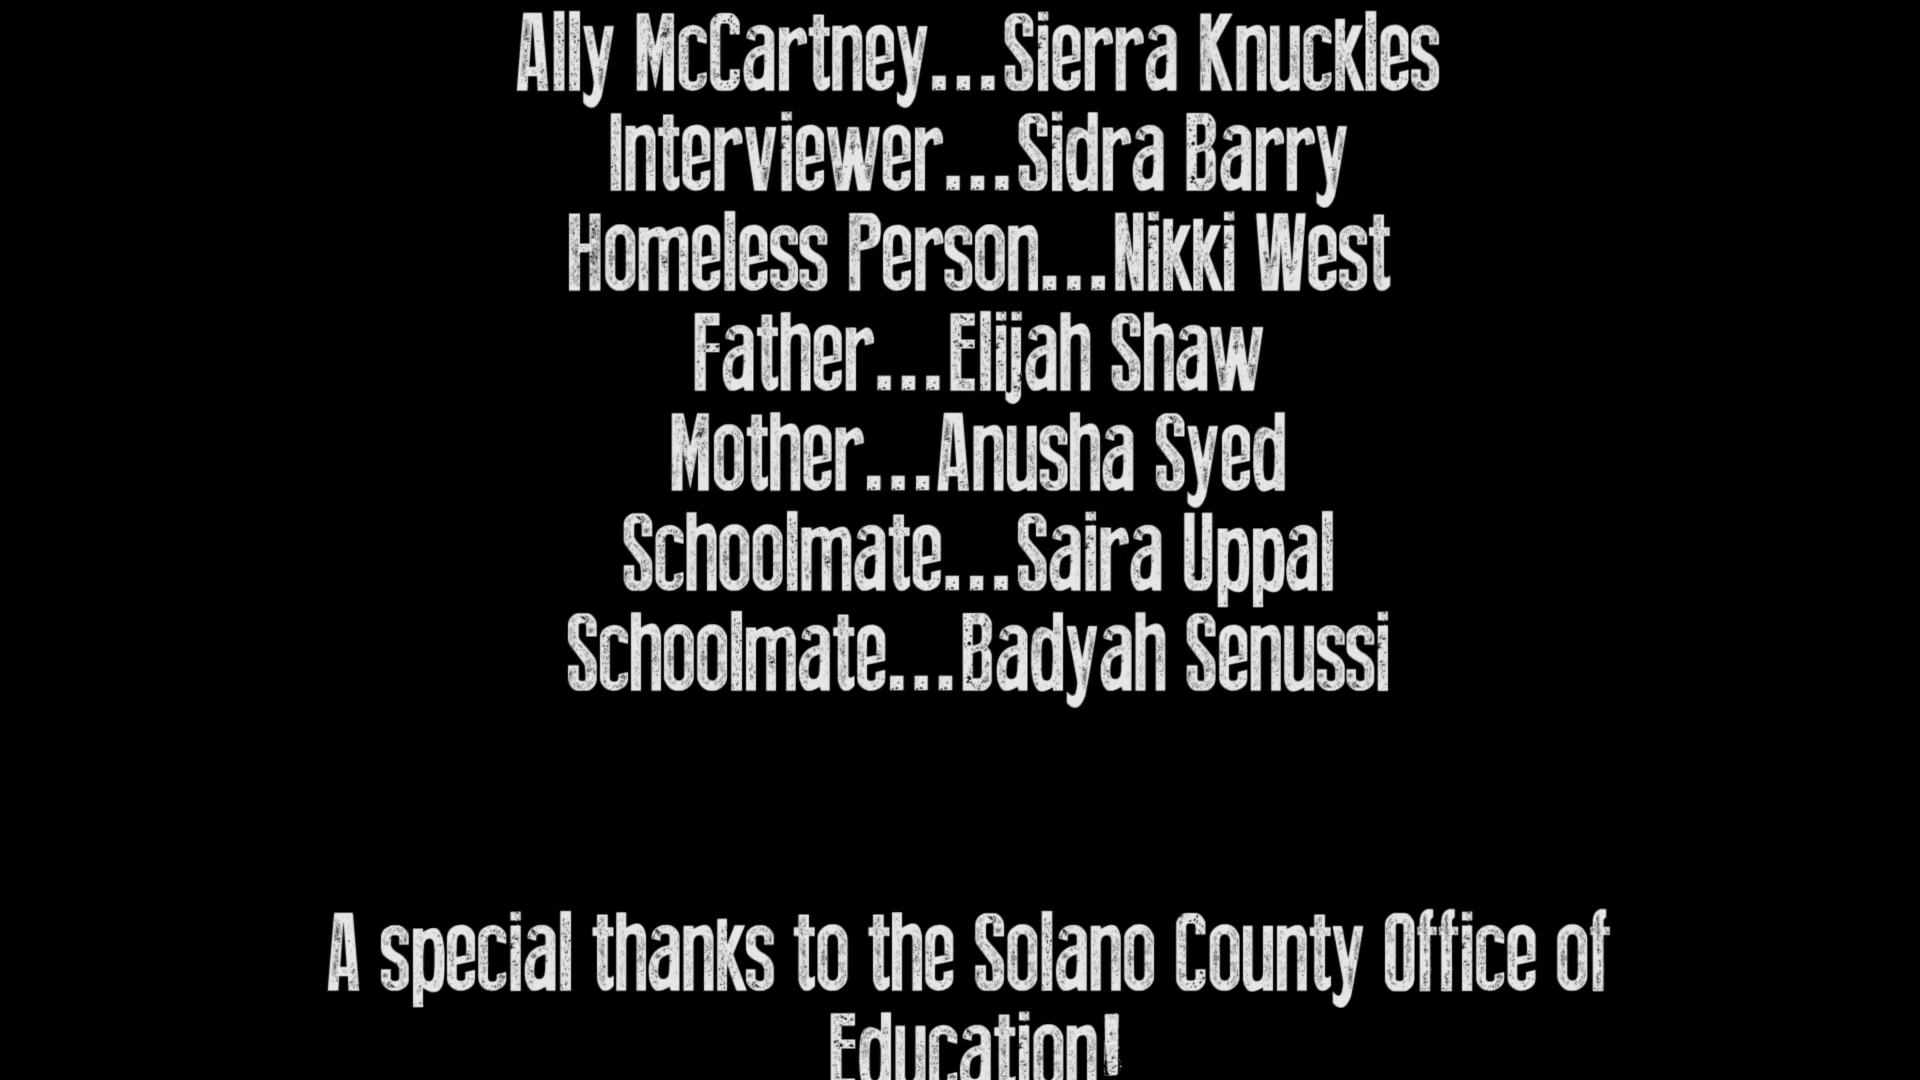 Ally McCartney...Sierra Knuckles
Interviewer...Sidra Barry
Homeless Person...Nikki West
Father...Elijah Shaw
Mother...Anusha Syed
Schoolmate...Saira Uppal
Schoolmate...Badyah Senussi
A special thanks to the Solano County Office of
Education!